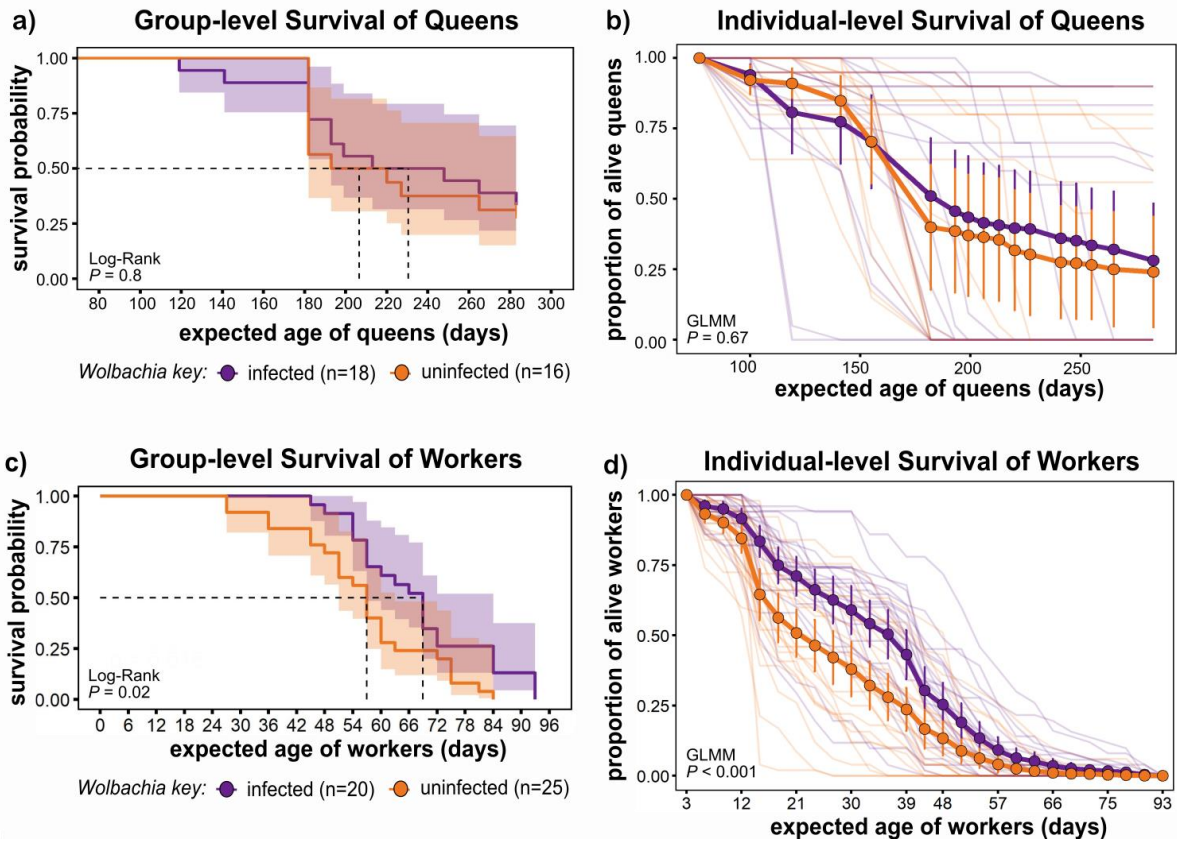 a)
Group-level Survival of Queens
survival probability
1.00
0.75
0.50
0.25
0.00
Log-Rank
P = 0.8
80 100 120 140 160 180 200 220 240 260 280 300
expected age of queens (days)
Wolbachia key: infected (n=18) uninfected (n=16)
b)
Individual-level Survival of Queens
proportion of alive queens
1.00
0.75
0.50
0.25
0.00
GLMM
P = 0.67
100 150 200 250
expected age of queens (days)
c)
Group-level Survival of Workers
survival probability
1.00
0.75
0.50
0.25
0.00
Log-Rank
P = 0.02
0 6 12 18 24 30 36 42 48 54 60 66 72 78 84 90 96
expected age of workers (days)
Wolbachia key: infected (n=20) uninfected (n=25)
d)
Individual-level Survival of Workers
proportion of alive workers
1.00
0.75
0.50
0.25
0.00
GLMM
P < 0.001
3 12 21 30 39 48 57 66 75 93
expected age of workers (days)